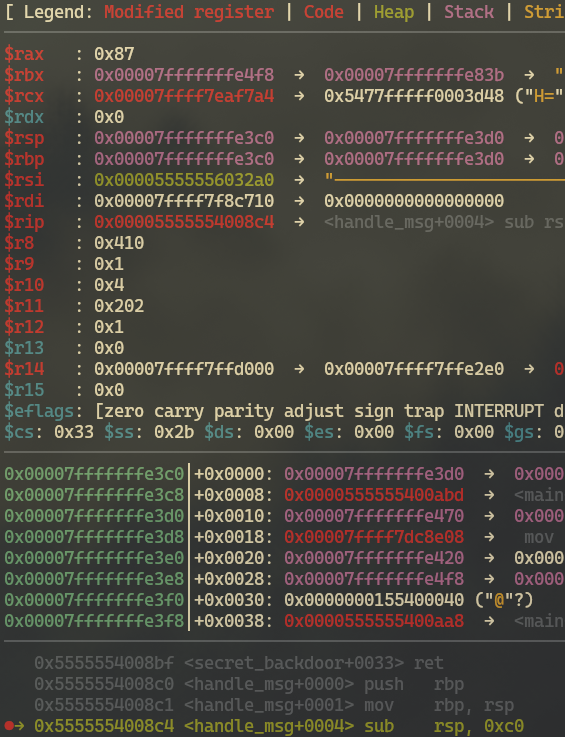 [ Legend: Modified register | Code | Heap | Stack | Stri
$rax : 0x87
$rbx : 0x00007fffffffe4f8 → 0x00007fffffffe83b → "
$rcx : 0x00007ffff7eaf7a4 → 0x5477fffff0003d48 ("H="
$rdx : 0x0
$rsp : 0x00007fffffffe3c0 → 0x00007fffffffe3d0 → 0
$rbp : 0x00007fffffffe3c0 → 0x00007fffffffe3d0 → 0
$rsi : 0x00005555556032a0 → "
$rdi : 0x00007ffff7f8c710 → 0x0000000000000000
$rip : 0x00005555554008c4 → <handle_msg+0004> sub rs
$r8 : 0x410
$r9 : 0x1
$r10 : 0x4
$r11 : 0x202
$r12 : 0x1
$r13 : 0x0
$r14 : 0x00007ffff7ffd000 → 0x00007ffff7ffe2e0 → 0
$r15 : 0x0
$eflags: [zero carry parity adjust sign trap INTERRUPT d
$cs: 0x33 $ss: 0x2b $ds: 0x00 $es: 0x00 $fs: 0x00 $gs: 0
0x00007fffffffe3c0│+0x0000: 0x00007fffffffe3d0 → 0x000
0x00007fffffffe3c8│+0x0008: 0x0000555555400abd → <main
0x00007fffffffe3d0│+0x0010: 0x00007fffffffe470 → 0x000
0x00007fffffffe3d8│+0x0018: 0x00007ffff7dc8e08 → mov
0x00007fffffffe3e0│+0x0020: 0x00007fffffffe420 → 0x000
0x00007fffffffe3e8│+0x0028: 0x00007fffffffe4f8 → 0x000
0x00007fffffffe3f0│+0x0030: 0x0000000155400040 ("@"?)
0x00007fffffffe3f8│+0x0038: 0x0000555555400aa8 → <main
0x5555554008bf <secret_backdoor+0033> ret
0x5555554008c0 <handle_msg+0000> push rbp
0x5555554008c1 <handle_msg+0001> mov rbp, rsp
●→ 0x5555554008c4 <handle_msg+0004> sub rsp, 0xc0